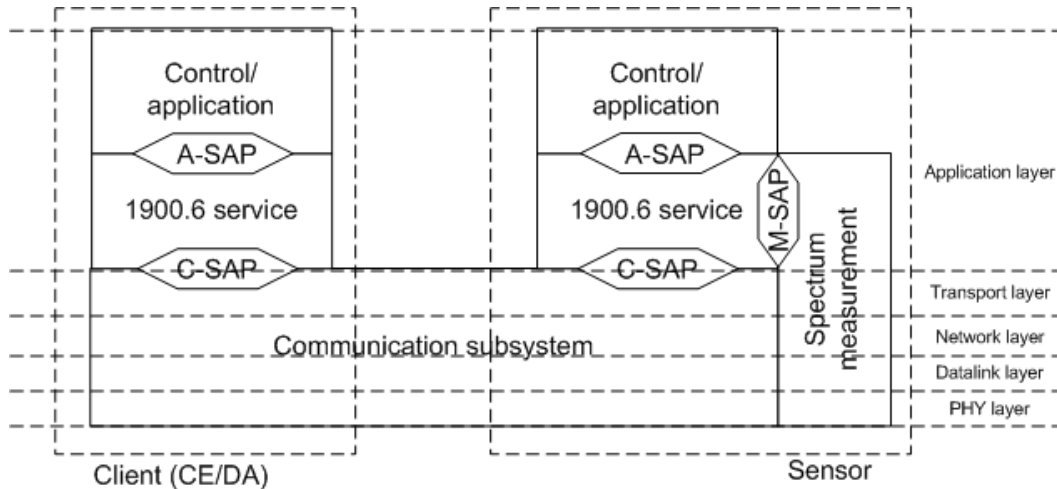 Control/
application
A-SAP
1900.6 service
C-SAP
Control/
application
A-SAP
1900.6 service
C-SAP
M-SAP
Spectrum
measurement
Communication subsystem
Application layer
Transport layer
Network layer
Datalink layer
PHY layer
Client (CE/DA)
Sensor